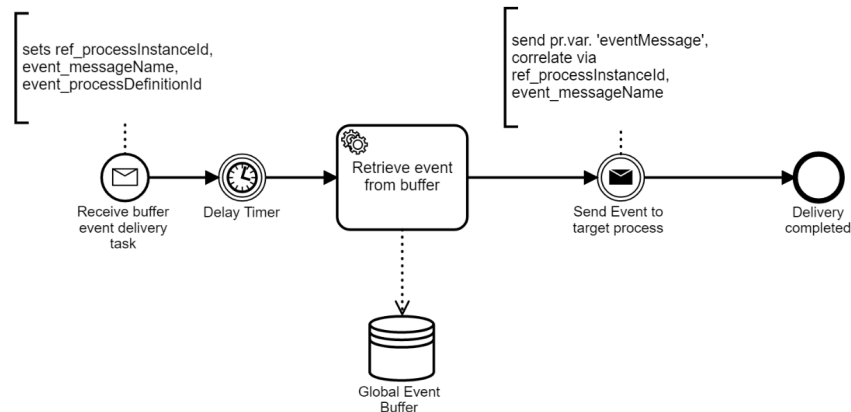 sets ref_processInstanceId,
event_messageName,
event_processDefinitionId
send pr.var. 'eventMessage',
correlate via
ref_processInstanceId,
event_messageName
Receive buffer
event delivery
task
Delay Timer
Retrieve event
from buffer
Send Event to
target process
Delivery
completed
Global Event
Buffer